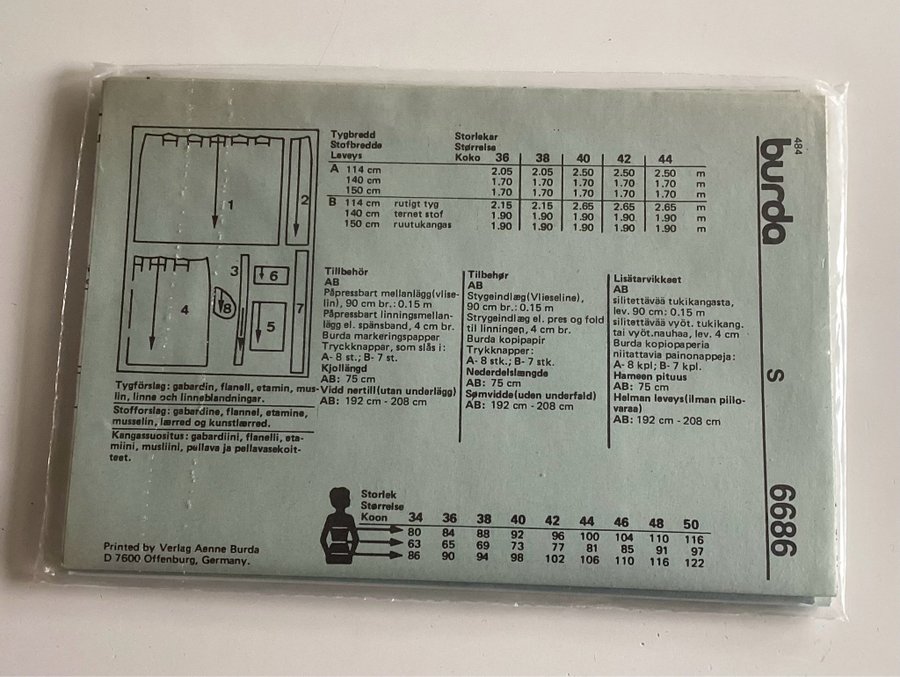 1
2
3
4
5
6
7
8
Tygbredd Storlekar
Stofbredde Størrelse
Leveys Koko 36 38 40 42 44
A 114 cm 2.05 2.05 2.50 2.50 2.50 m
140 cm 1.70 1.70 1.70 1.70 1.70 m
150 cm 1.70 1.70 1.70 1.70 1.70 m
B 114 cm rutigt tyg 2.15 2.15 2.65 2.65 2.65 m
140 cm ternet stof 1.90 1.90 1.90 1.90 1.90 m
150 cm ruutukangas 1.90 1.90 1.90 1.90 1.90 m
Tillbehör
AB
Påpressbart mellanlägg(vlise-
lin), 90 cm br.: 0.15 m
Påpressbart linningsmellan-
lägg el. spänsband, 4 cm br.
Burda markeringspapper
Tryckknappar, som slås i:
A- 8 st.; B- 7 st.
Kjollängd
AB: 75 cm
Vidd nertill(utan underlägg)
AB: 192 cm - 208 cm
Tilbehør
AB
Stygeindlæg(Vlieseline),
90 cm br.: 0.15 m
Strygeindlæg el. pres og fold
til linningen, 4 cm br.
Burda kopipapir
Trykknapper:
A- 8 stk.; B- 7 stk.
Nederdelslængde
AB: 75 cm
Sømvidde(uden underfald)
AB: 192 cm - 208 cm
Lisätarvikkeet
AB
silitettävää tukikangasta,
lev. 90 cm: 0.15 m
silitettävää vyöt. tukikang.
tai vyöt.nauhaa, lev. 4 cm
Burda kopiopaperia
niitattavia painonappeja:
A- 8 kpl; B- 7 kpl.
Hameen pituus
AB: 75 cm
Helman leveys(ilman piilo-
varaa)
AB: 192 cm - 208 cm
Tygförslag: gabardin, flanell, etamin, mus-
lin, linne och linneblandningar.
Stofforslag: gabardine, flannel, etamine,
musselin, lærred og kunstlærred.
Kangassuositus: gabardiini, flanelli, eta-
miini, musliini, pellava ja pellavasekoit-
teet.
Storlek
Størrelse
Koon 34 36 38 40 42 44 46 48 50
80 84 88 92 96 100 104 110 116
63 65 69 73 77 81 85 91 97
86 90 94 98 102 106 110 116 122
Printed by Verlag Aenne Burda
D 7600 Offenburg, Germany.
484
burda
S
6686